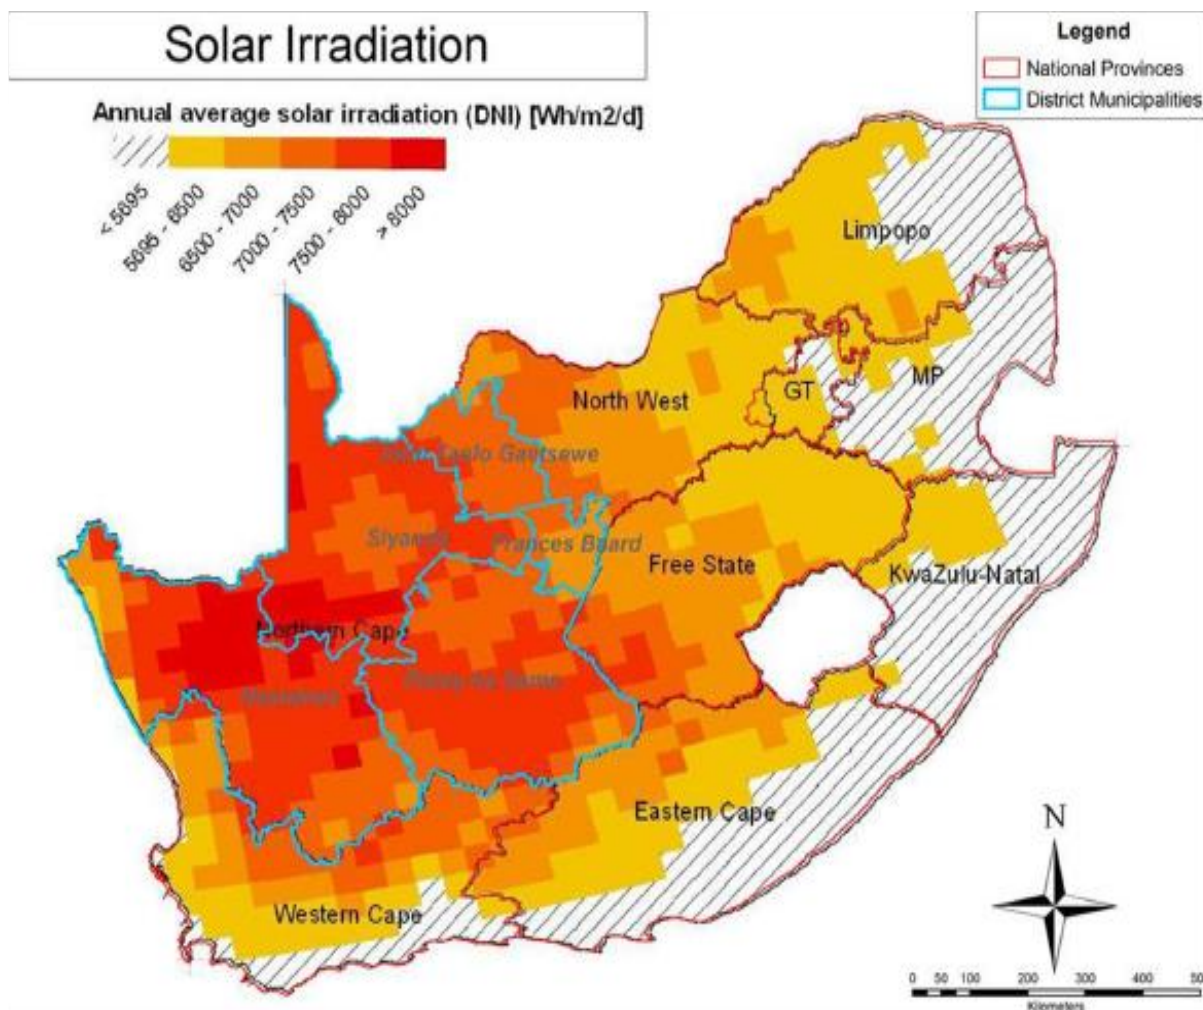 Solar Irradiation
Legend
National Provinces
District Municipalities
Annual average solar irradiation (DNI) [Wh/m2/d]
< 5695
5695 - 6500
6500 - 7000
7000 - 7500
7500 - 8000
> 8000
Limpopo
MP
GT
North West
Gaetsewe
Siyanda
Frances Baard
Free State
KwaZulu-Natal
Northern Cape
Eastern Cape
Western Cape
N
0 50 100 200 300 400 50
Kilometers